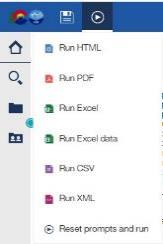 Run HTML
Run PDF
Run Excel
Run Excel data
Run CSV
Run XML
Reset prompts and run